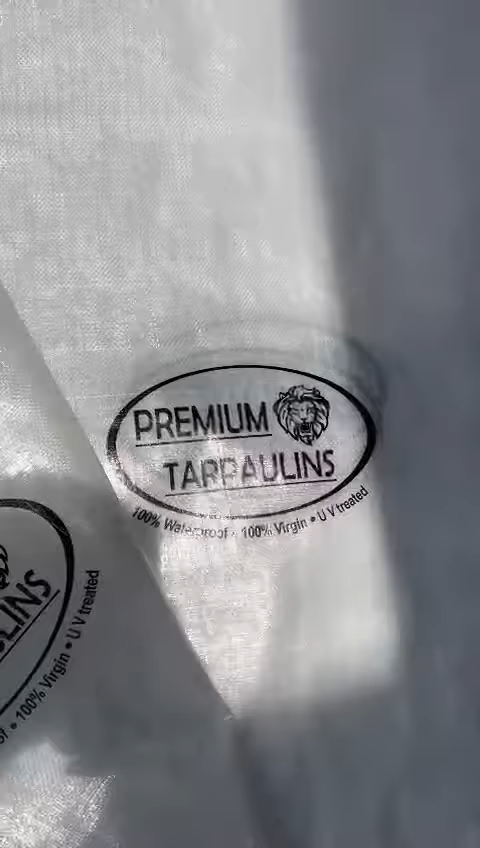 PREMIUM
TARPAULINS
100% Waterproof • 100% Virgin • U V treated
LINS
100% Virgin • U V treated